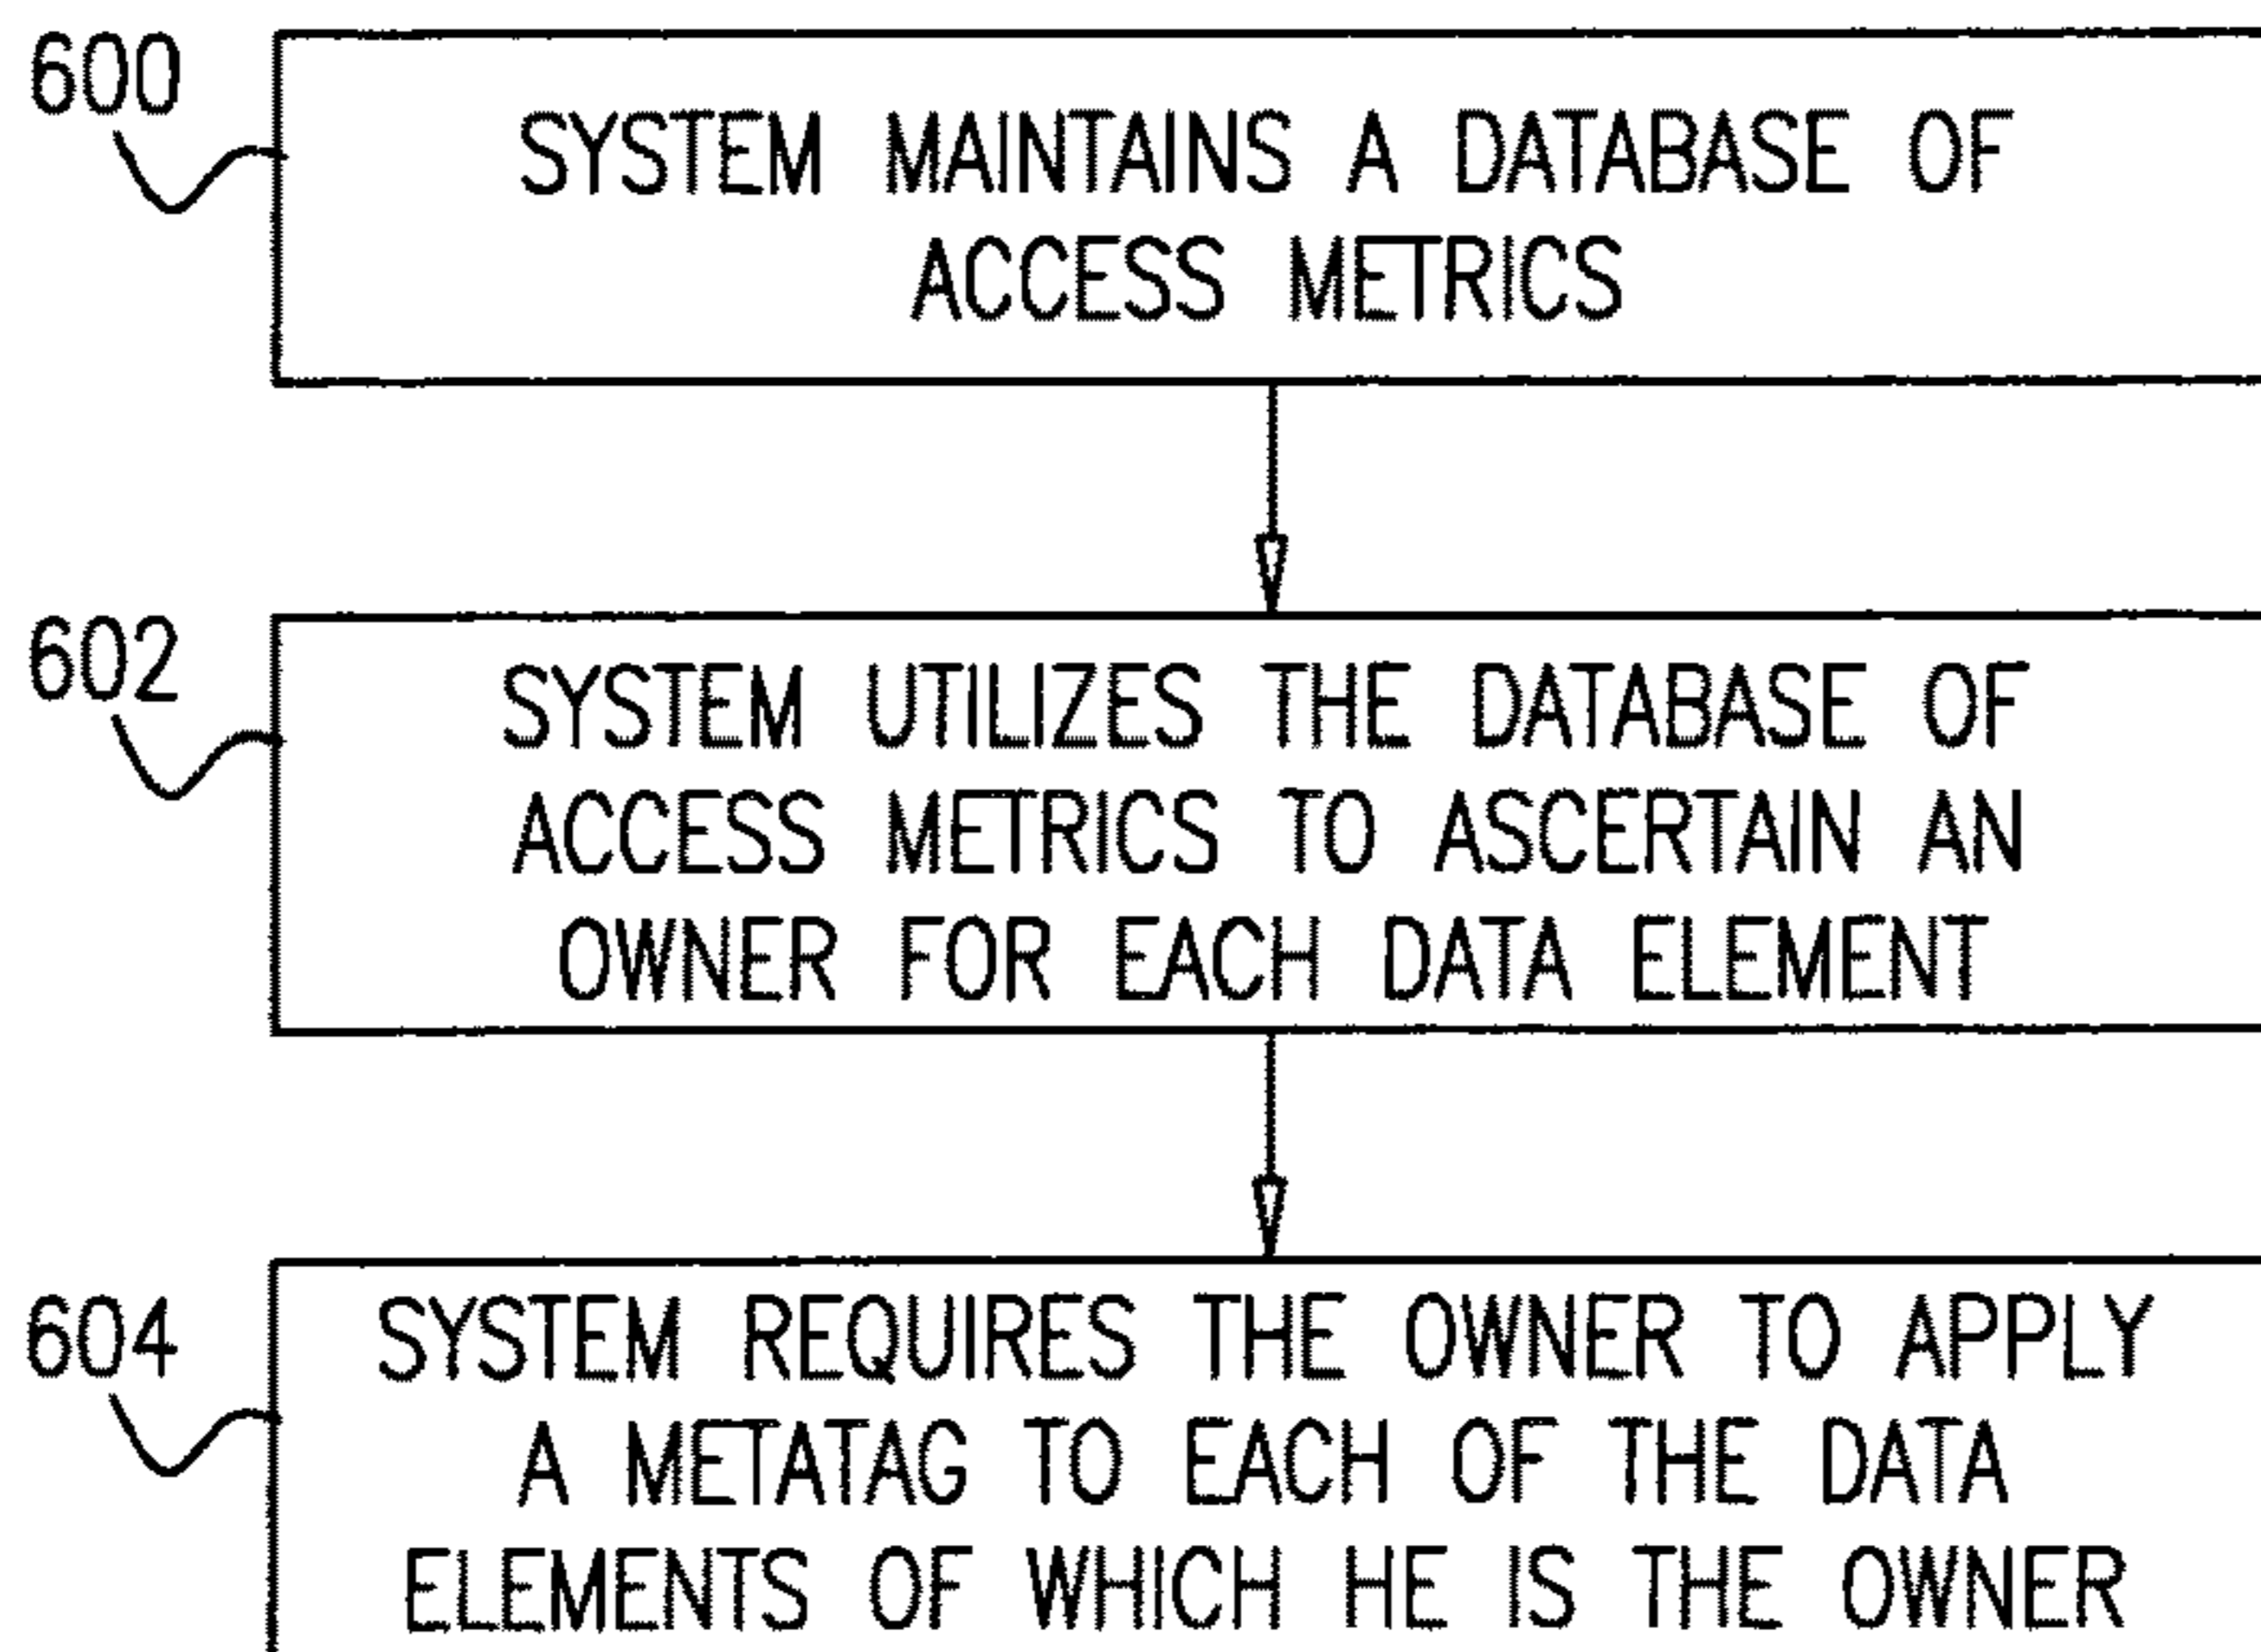 600
SYSTEM MAINTAINS A DATABASE OF
ACCESS METRICS
602
SYSTEM UTILIZES THE DATABASE OF
ACCESS METRICS TO ASCERTAIN AN
OWNER FOR EACH DATA ELEMENT
604
SYSTEM REQUIRES THE OWNER TO APPLY
A METATAG TO EACH OF THE DATA
ELEMENTS OF WHICH HE IS THE OWNER